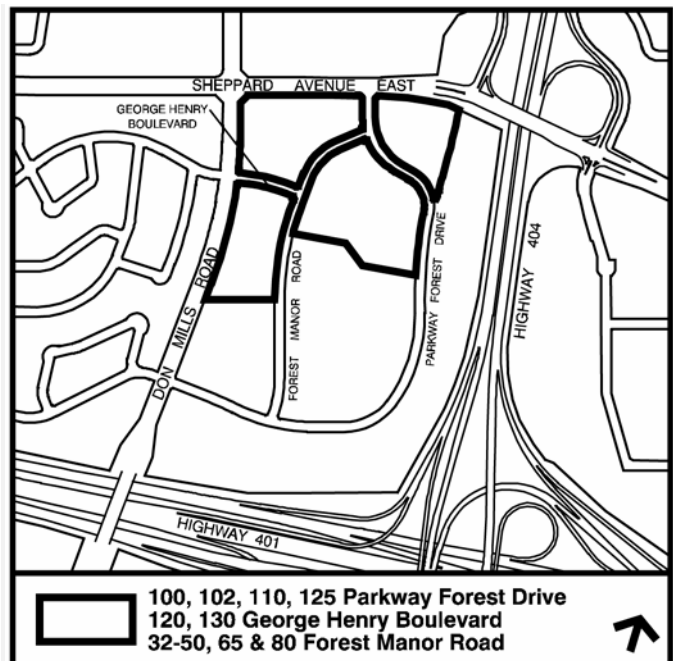 SHEPPARD AVENUE EAST
GEORGE HENRY
BOULEVARD
DON MILLS ROAD
FOREST MANOR ROAD
PARKWAY FOREST DRIVE
HIGHWAY 404
HIGHWAY 401
100, 102, 110, 125 Parkway Forest Drive
120, 130 George Henry Boulevard
32-50, 65 & 80 Forest Manor Road